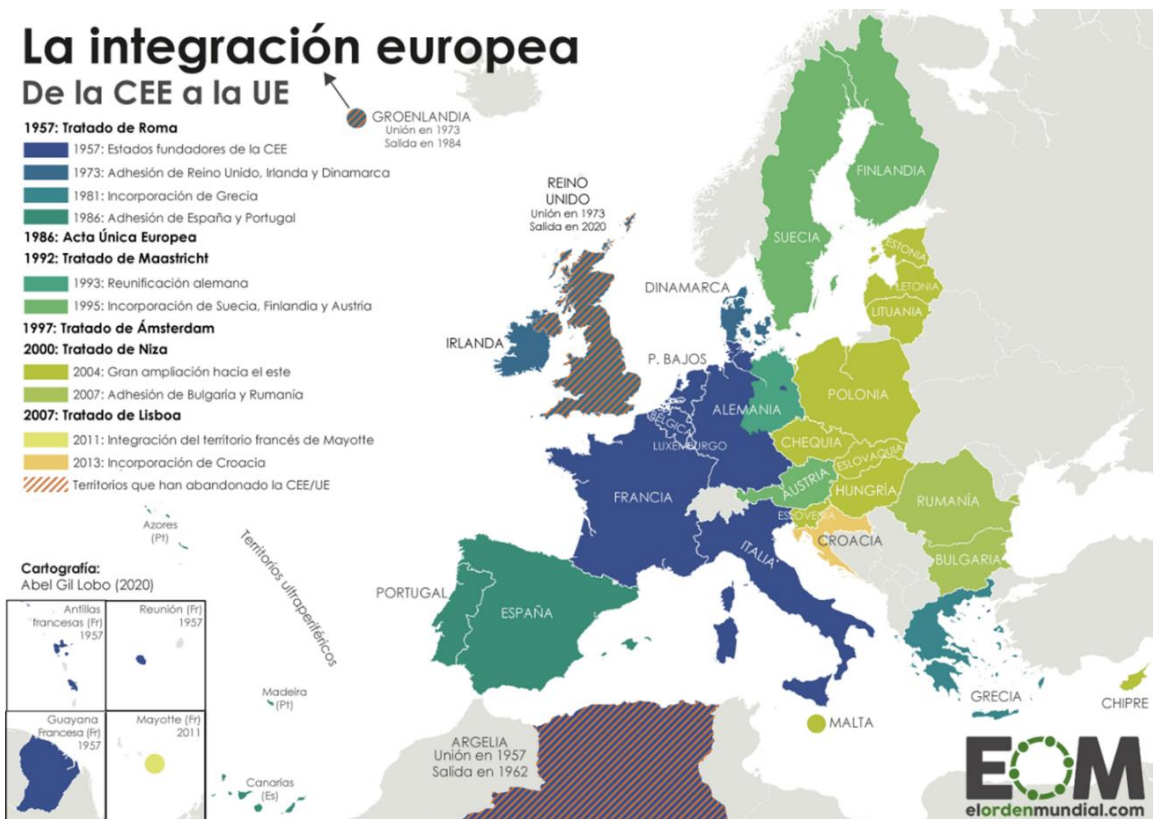 La integración europea
De la CEE a la UE
1957: Tratado de Roma
1957: Estados fundadores de la CEE
1973: Adhesión de Reino Unido, Irlanda y Dinamarca
1981: Incorporación de Grecia
1986: Adhesión de España y Portugal
1986: Acta Única Europea
1992: Tratado de Maastricht
1993: Reunificación alemana
1995: Incorporación de Suecia, Finlandia y Austria
1997: Tratado de Ámsterdam
2000: Tratado de Niza
2004: Gran ampliación hacia el este
2007: Adhesión de Bulgaria y Rumanía
2007: Tratado de Lisboa
2011: Integración del territorio francés de Mayotte
2013: Incorporación de Croacia
Territorios que han abandonado la CEE/UE
GROENLANDIA
Unión en 1973
Salida en 1984
REINO
UNIDO
Unión en 1973
Salida en 2020
FINLANDIA
SUECIA
ESTONIA
LETONIA
LITUANIA
DINAMARCA
IRLANDA
P. BAJOS
BÉLGICA
LUXEMBURGO
ALEMANIA
POLONIA
CHEQUIA
ESLOVAQUIA
AUSTRIA
HUNGRÍA
RUMANÍA
FRANCIA
ESLOVENIA
CROACIA
ITALIA
BULGARIA
PORTUGAL
ESPAÑA
GRECIA
CHIPRE
MALTA
ARGELIA
Unión en 1957
Salida en 1962
Azores
(Pt)
Territorios ultraperiféricos
Madeira
(Pt)
Canarias
(Es)
Cartografía:
Abel Gil Lobo (2020)
Antillas
francesas (Fr)
1957
Reunión (Fr)
1957
Guayana
Francesa (Fr)
1957
Mayotte (Fr)
2011
EOM
elordenmundial.com